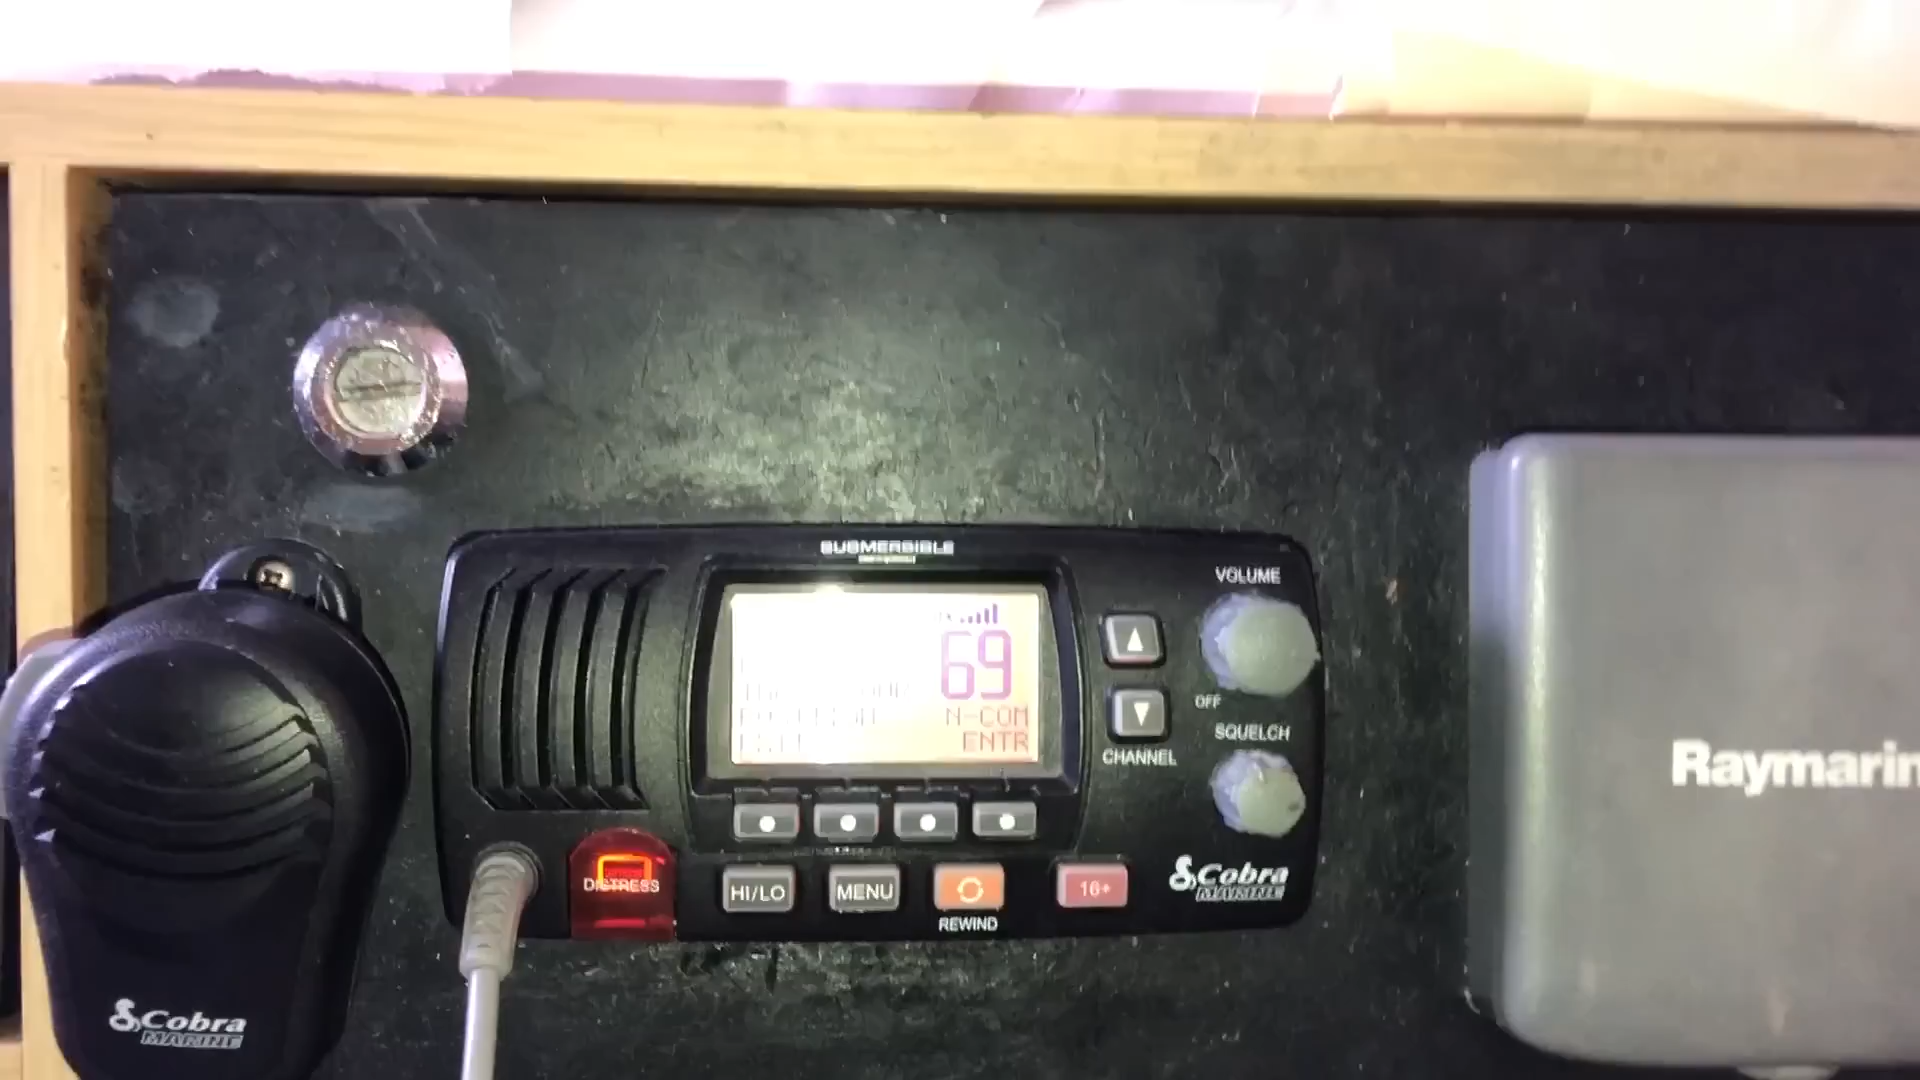 SUBMERSIBLE
VOLUME
69
N-COM
ENTR
OFF
SQUELCH
CHANNEL
DISTRESS
HI/LO
MENU
REWIND
16+
Cobra
MARINE
Cobra
MARINE
Raymarin